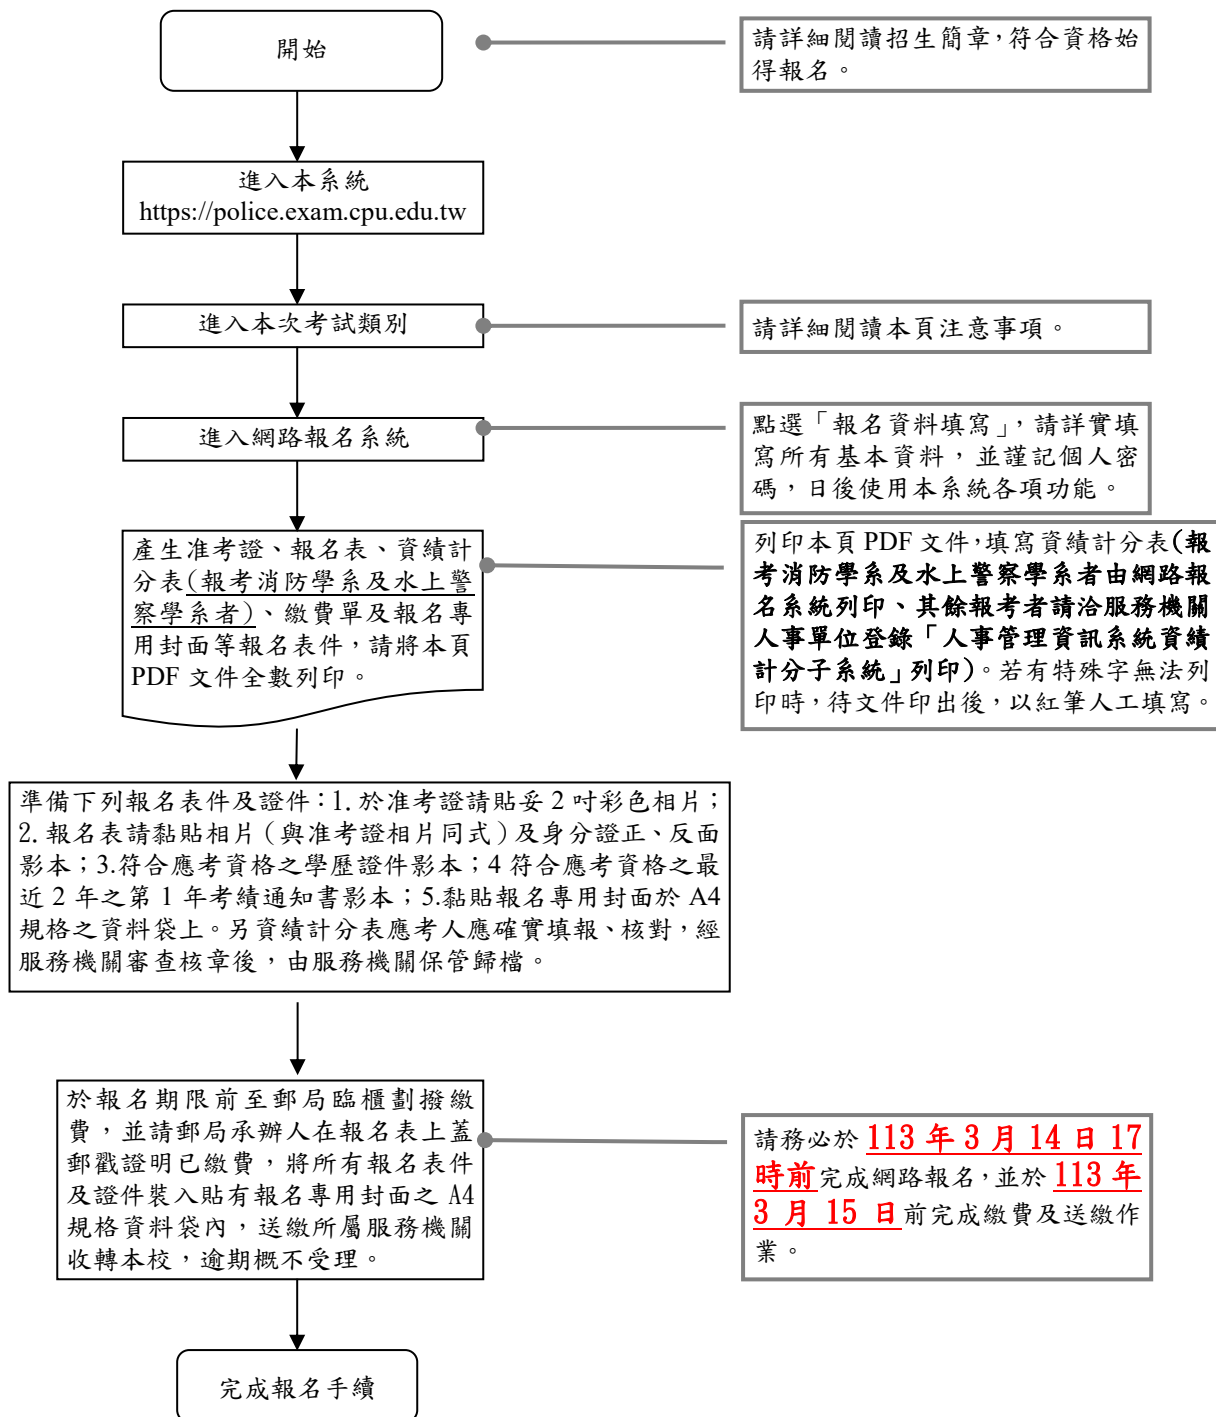 開始
請詳細閱讀招生簡章，符合資格始
得報名。
進入本系統
https://police.exam.cpu.edu.tw
進入本次考試類別
請詳細閱讀本頁注意事項。
進入網路報名系統
點選「報名資料填寫」，請詳實填
寫所有基本資料，並謹記個人密
碼，日後使用本系統各項功能。
產生准考證、報名表、資績計
分表(報考消防學系及水上警
察學系者)、繳費單及報名專
用封面等報名表件，請將本頁
PDF 文件全數列印。
列印本頁 PDF 文件，填寫資績計分表(報
考消防學系及水上警察學系者由網路報
名系統列印、其餘報考者請洽服務機關
人事單位登錄「人事管理資訊系統資績
計分子系統」列印)。若有特殊字無法列
印時，待文件印出後，以紅筆人工填寫。
準備下列報名表件及證件：1. 於准考證請貼妥 2 吋彩色相片；
2. 報名表請黏貼相片（與准考證相片同式）及身分證正、反面
影本；3.符合應考資格之學歷證件影本；4 符合應考資格之最
近 2 年之第 1 年考績通知書影本；5.黏貼報名專用封面於 A4
規格之資料袋上。另資績計分表應考人應確實填報、核對，經
服務機關審查核章後，由服務機關保管歸檔。
於報名期限前至郵局臨櫃劃撥繳
費，並請郵局承辦人在報名表上蓋
郵戳證明已繳費，將所有報名表件
及證件裝入貼有報名專用封面之 A4
規格資料袋內，送繳所屬服務機關
收轉本校，逾期概不受理。
請務必於 113 年 3 月 14 日 17
時前完成網路報名，並於 113 年
3 月 15 日前完成繳費及送繳作
業。
完成報名手續